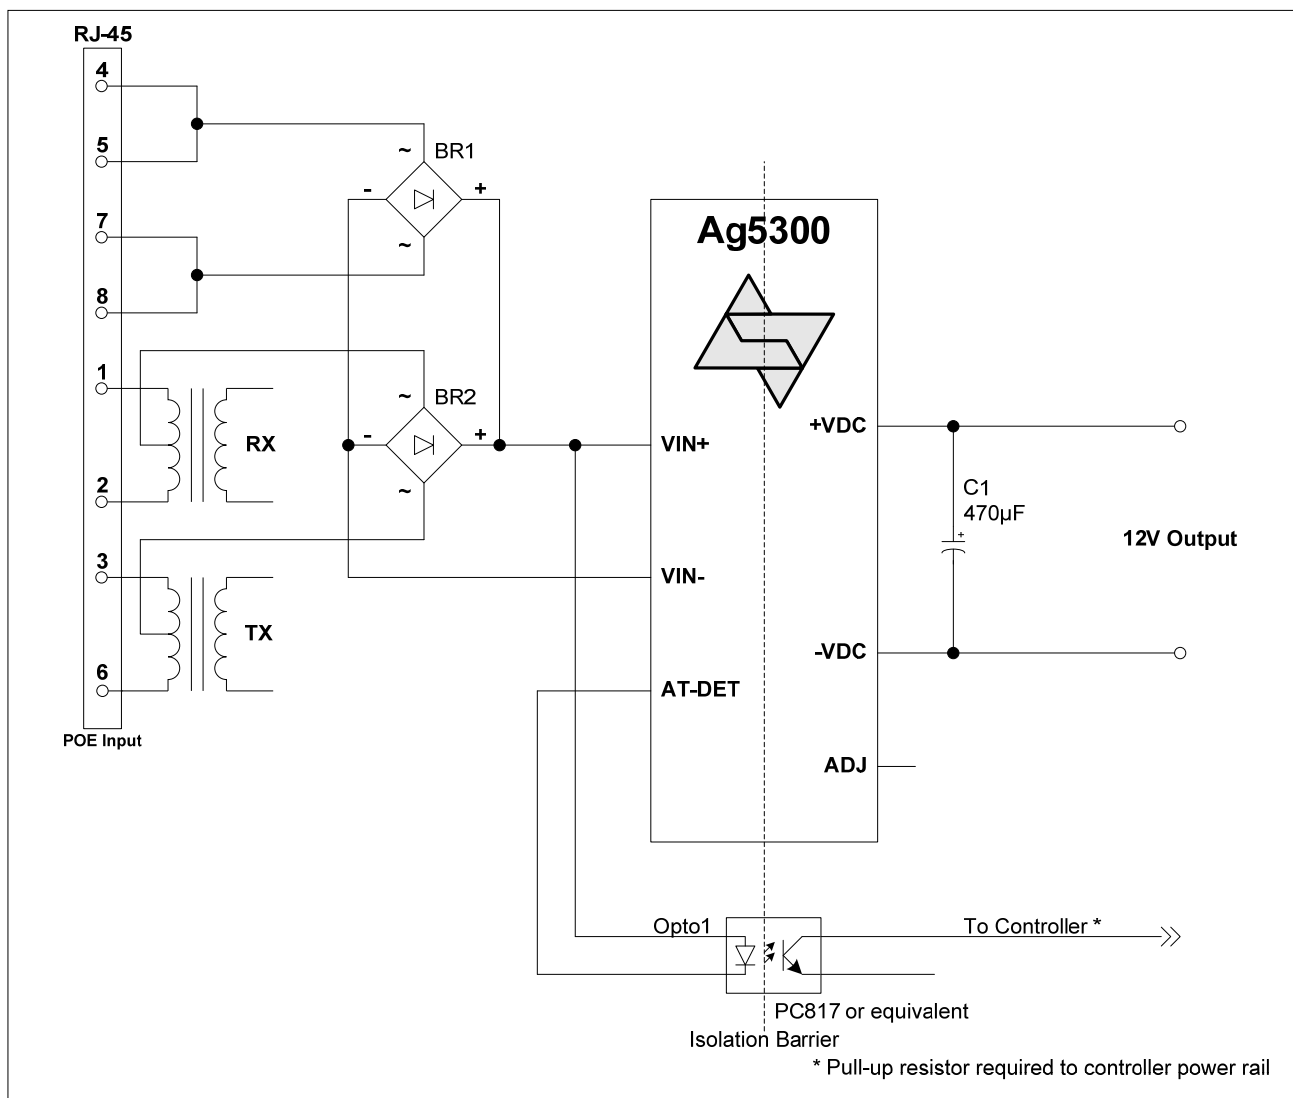 RJ-45
4
5
7
8
1
2
3
6
POE Input
~
BR1
-
+
~
~
BR2
-
+
~
RX
TX
Ag5300
VIN+
VIN-
AT-DET
+VDC
-VDC
ADJ
C1
470µF
+
12V Output
Opto1
To Controller *
PC817 or equivalent
Isolation Barrier
* Pull-up resistor required to controller power rail